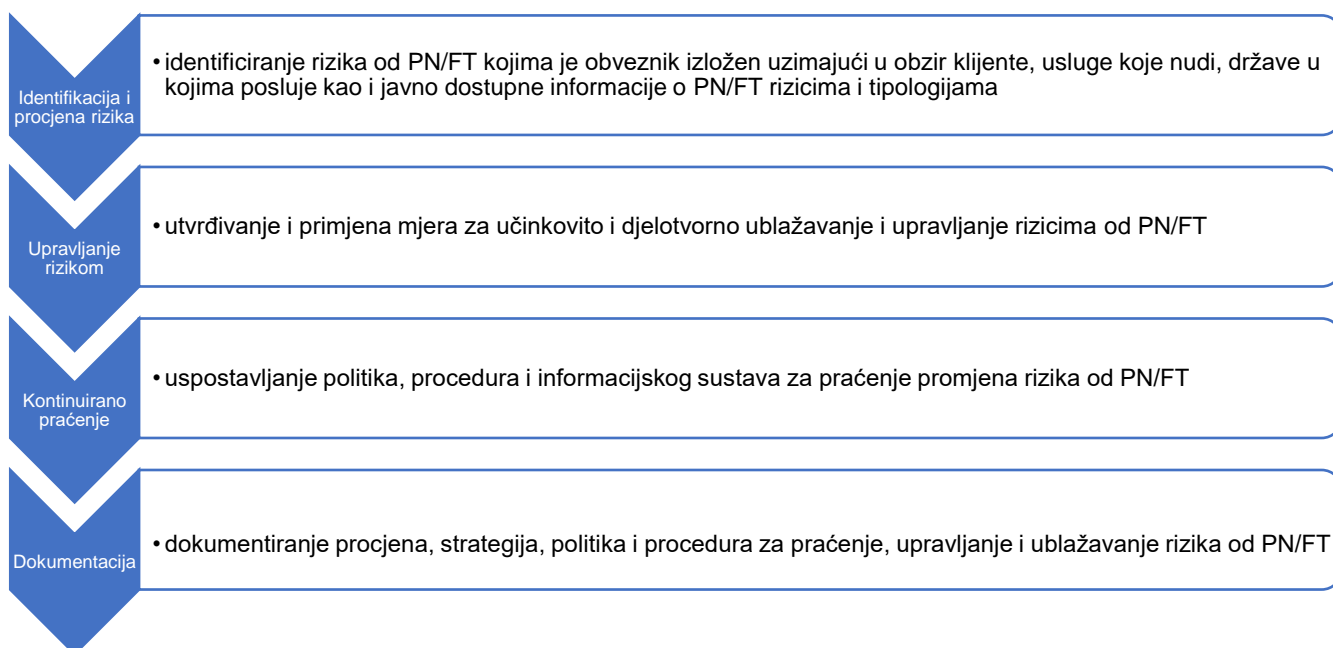 Identifikacija i
procjena rizika
• identificiranje rizika od PN/FT kojima je obveznik izložen uzimajući u obzir klijente, usluge koje nudi, države u
kojima posluje kao i javno dostupne informacije o PN/FT rizicima i tipologijama
Upravljanje
rizikom
• utvrđivanje i primjena mjera za učinkovito i djelotvorno ublažavanje i upravljanje rizicima od PN/FT
Kontinuirano
praćenje
• uspostavljanje politika, procedura i informacijskog sustava za praćenje promjena rizika od PN/FT
Dokumentacija
• dokumentiranje procjena, strategija, politika i procedura za praćenje, upravljanje i ublažavanje rizika od PN/FT